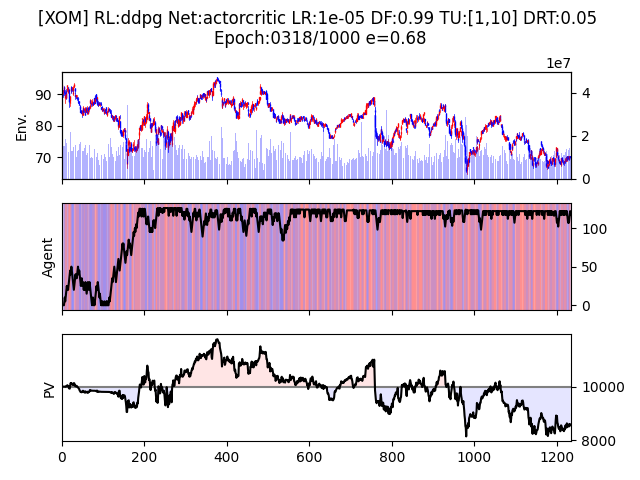 [XOM] RL:ddpg Net:actorcritic LR:1e-05 DF:0.99 TU:[1,10] DRT:0.05
Epoch:0318/1000 e=0.68
1e7
Env.
90
80
70
4
2
0
Agent
100
50
0
PV
10000
8000
0 200 400 600 800 1000 1200